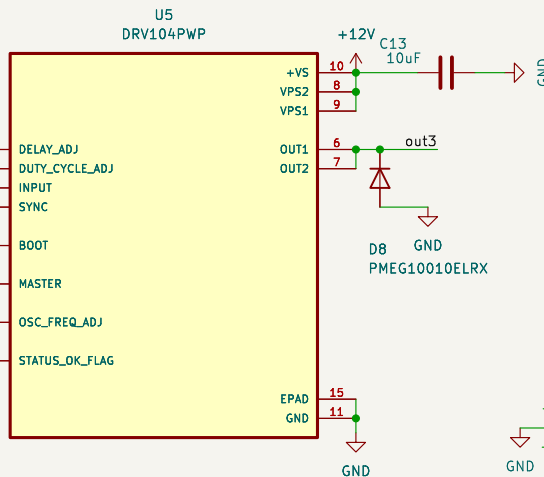 U5
DRV104PWP
+12V
C13
10uF
GND
+VS 10
VPS2 8
VPS1 9
OUT1 6
OUT2 7
out3
DELAY_ADJ
DUTY_CYCLE_ADJ
INPUT
SYNC
BOOT
MASTER
OSC_FREQ_ADJ
STATUS_OK_FLAG
D8
GND
PMEG10010ELRX
EPAD 15
GND 11
GND
GND